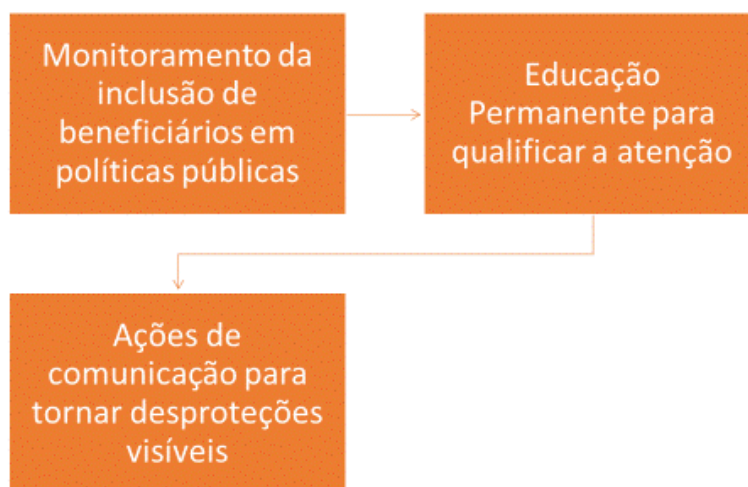 Monitoramento da
inclusão de
beneficiários em
políticas públicas
Educação
Permanente para
qualificar a atenção
Ações de
comunicação para
tornar desproteções
visíveis